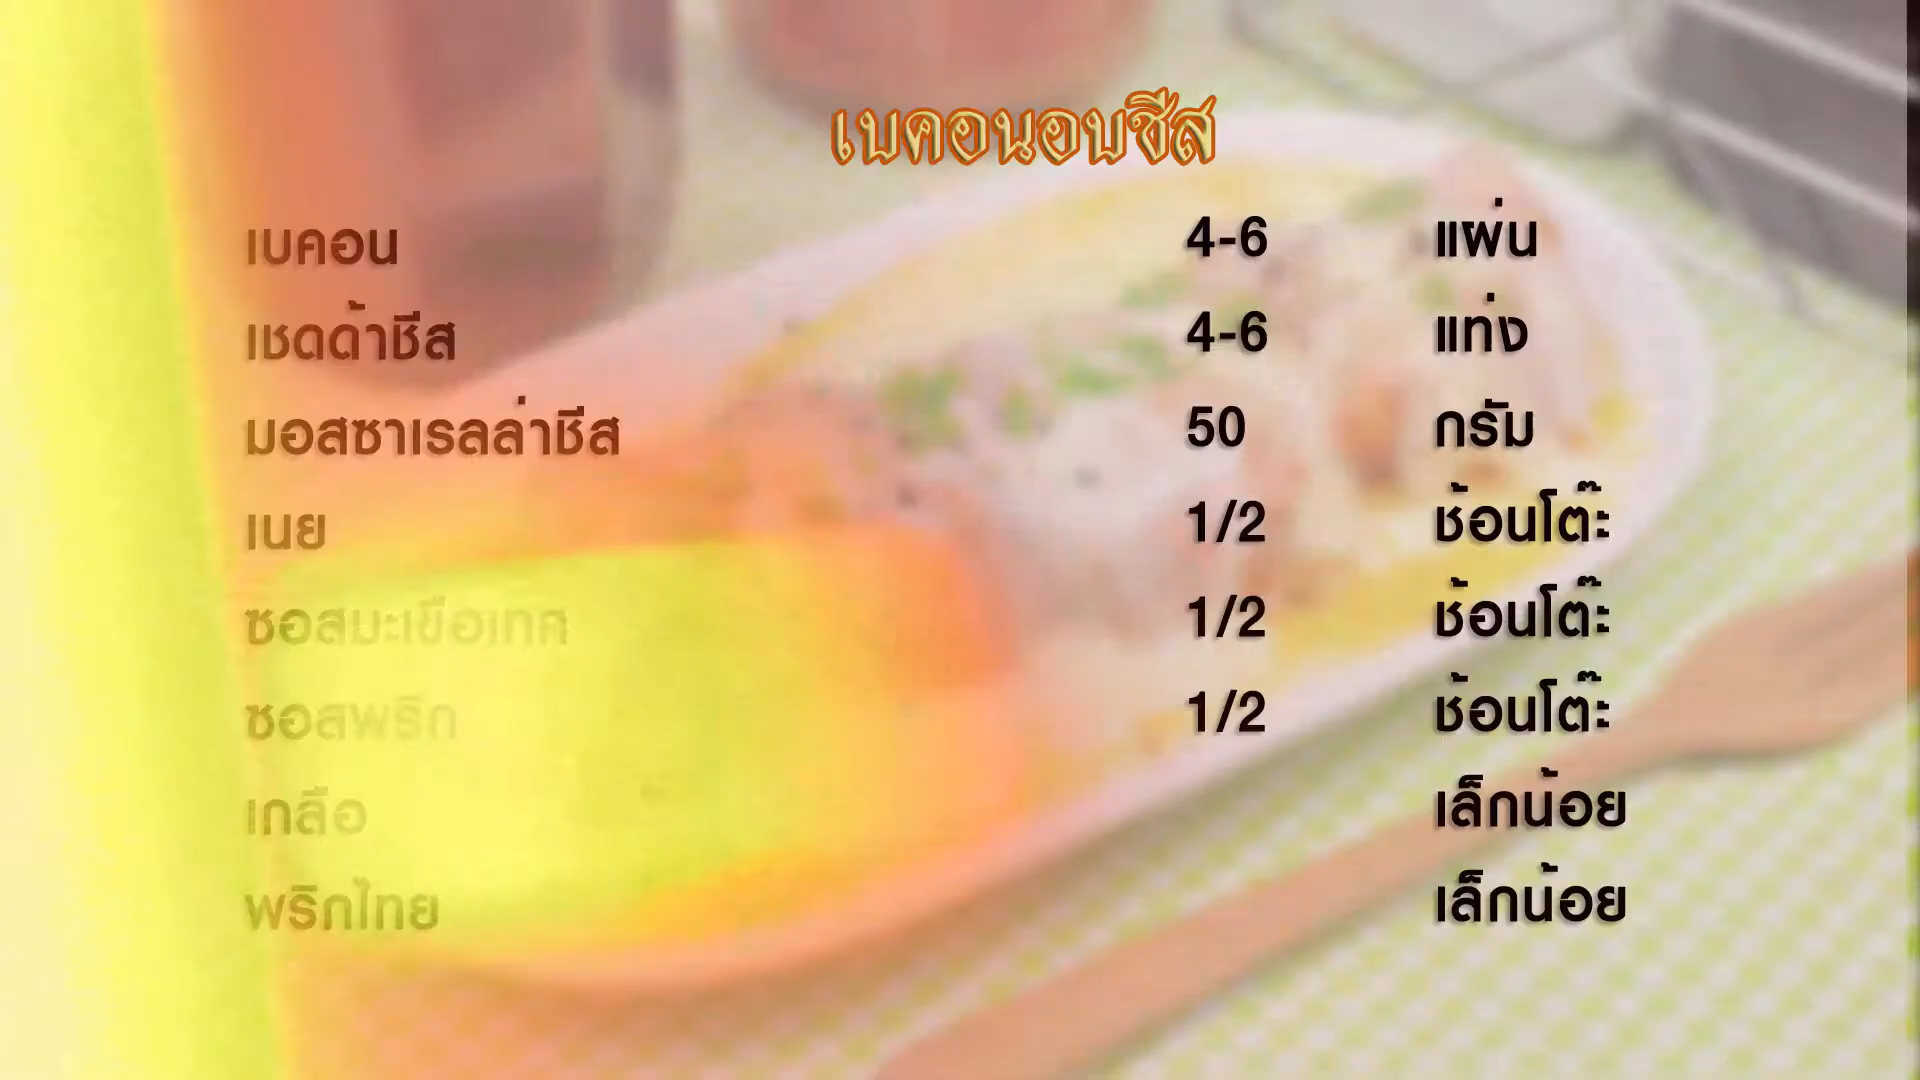 เบคอนอบชีส
เบคอน 4-6 แผ่น
เชดด้าชีส 4-6 แท่ง
มอสซาเรลล่าชีส 50 กรัม
เนย 1/2 ช้อนโต๊ะ
ซอสมะเขือเทศ 1/2 ช้อนโต๊ะ
ซอสพริก 1/2 ช้อนโต๊ะ
เกลือ เล็กน้อย
พริกไทย เล็กน้อย